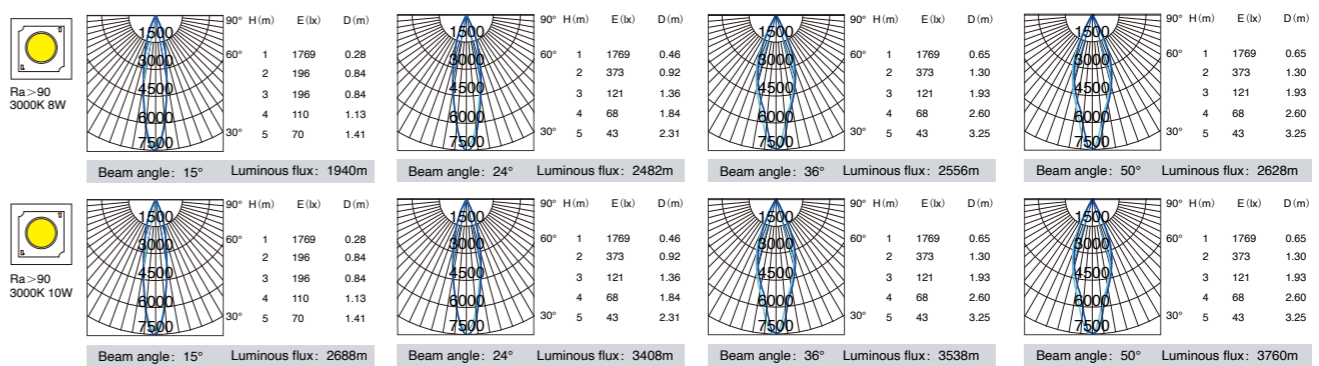 90° H(m) E(lx) D(m)
1500
60° 1 1769 0.28
3000
2 196 0.84
4500
3 196 0.84
6000
4 110 1.13
7500
30° 5 70 1.41
Beam angle: 15° Luminous flux: 1940m
90° H(m) E(lx) D(m)
1500
60° 1 1769 0.46
3000
2 373 0.92
4500
3 121 1.36
6000
4 68 1.84
7500
30° 5 43 2.31
Beam angle: 24° Luminous flux: 2482m
90° H(m) E(lx) D(m)
1500
60° 1 1769 0.65
3000
2 373 1.30
4500
3 121 1.93
6000
4 68 2.60
7500
30° 5 43 3.25
Beam angle: 36° Luminous flux: 2556m
90° H(m) E(lx) D(m)
1500
60° 1 1769 0.65
3000
2 373 1.30
4500
3 121 1.93
6000
4 68 2.60
7500
30° 5 43 3.25
Beam angle: 50° Luminous flux: 2628m
Ra>90
3000K 8W
90° H(m) E(lx) D(m)
1500
60° 1 1769 0.28
3000
2 196 0.84
4500
3 196 0.84
6000
4 110 1.13
7500
30° 5 70 1.41
Beam angle: 15° Luminous flux: 2688m
90° H(m) E(lx) D(m)
1500
60° 1 1769 0.46
3000
2 373 0.92
4500
3 121 1.36
6000
4 68 1.84
7500
30° 5 43 2.31
Beam angle: 24° Luminous flux: 3408m
90° H(m) E(lx) D(m)
1500
60° 1 1769 0.65
3000
2 373 1.30
4500
3 121 1.93
6000
4 68 2.60
7500
30° 5 43 3.25
Beam angle: 36° Luminous flux: 3538m
90° H(m) E(lx) D(m)
1500
60° 1 1769 0.65
3000
2 373 1.30
4500
3 121 1.93
6000
4 68 2.60
7500
30° 5 43 3.25
Beam angle: 50° Luminous flux: 3760m
Ra>90
3000K 10W